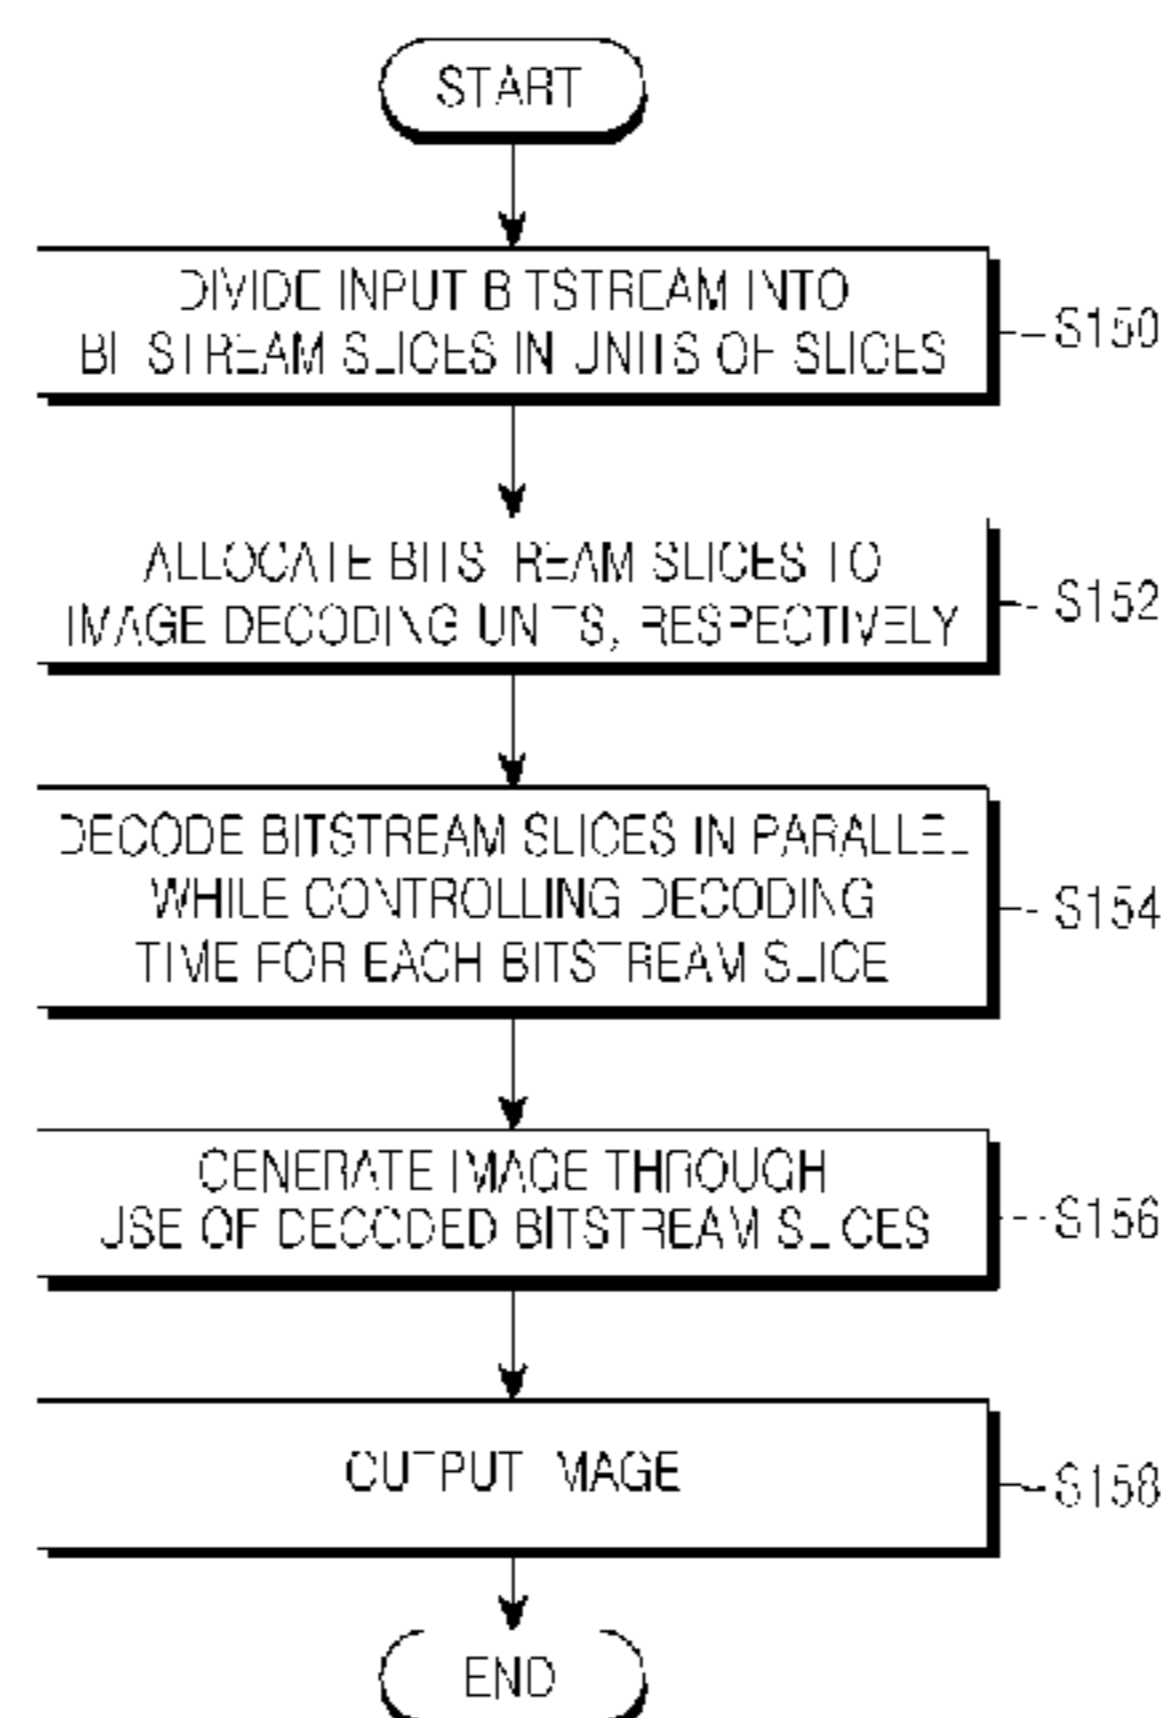 START
DIVIDE INPUT BITSTREAM INTO
BITSTREAM SLICES IN UNITS OF SLICES
S150
ALLOCATE BITSTREAM SLICES TO
IMAGE DECODING UNITS, RESPECTIVELY
S152
DECODE BITSTREAM SLICES IN PARALLEL
WHILE CONTROLLING DECODING
TIME FOR EACH BITSTREAM SLICE
S154
GENERATE IMAGE THROUGH
USE OF DECODED BITSTREAM SLICES
S156
OUTPUT IMAGE
S158
END